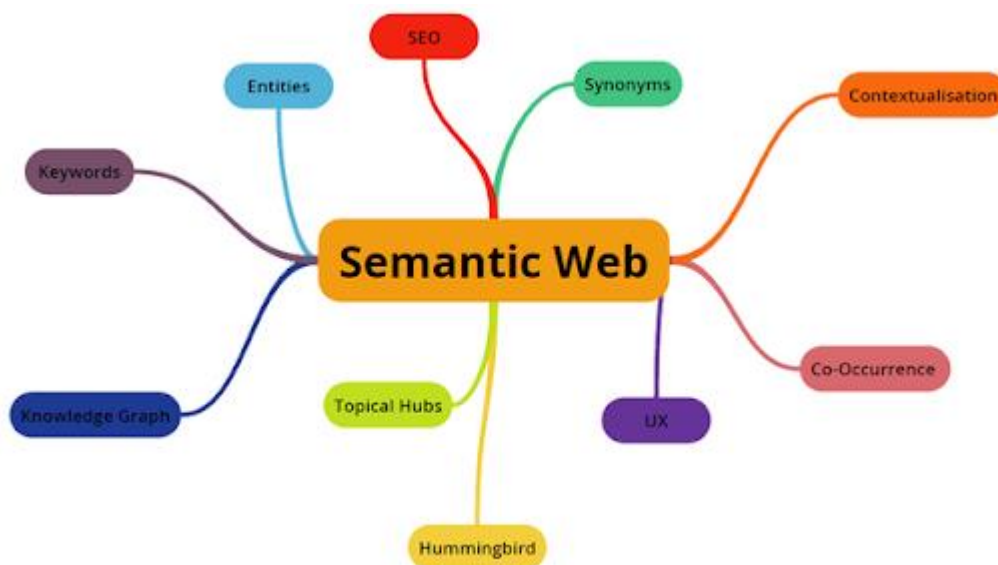 SEO
Entities
Synonyms
Contextualisation
Keywords
Semantic Web
Co-Occurrence
Topical Hubs
Knowledge Graph
UX
Hummingbird